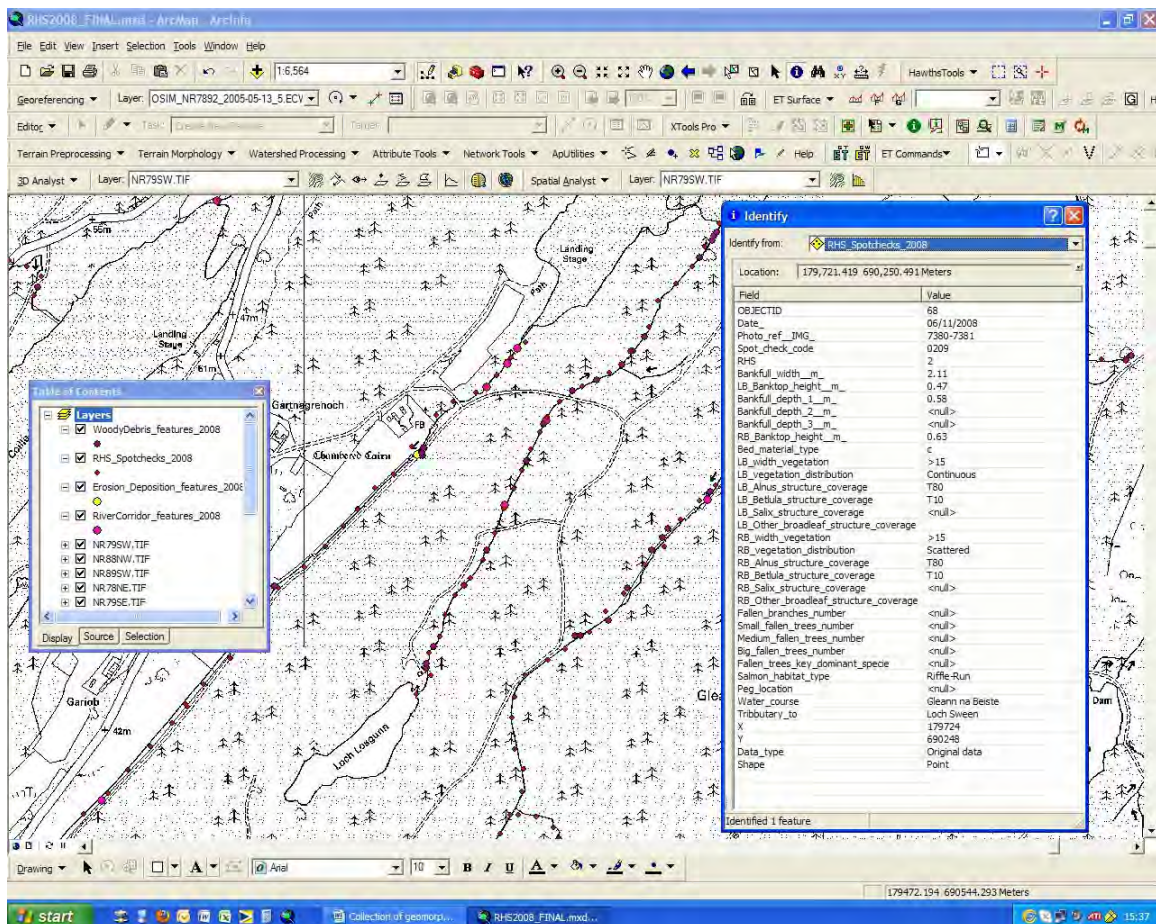 RHS2008_FINAL.mxd - ArcMap - ArcInfo
File Edit View Insert Selection Tools Window Help
1:6,564 HawthsTools
Georeferencing Layer: OSIM_NR7892_2005-05-13_5.ECV ET Surface
Editor Task: Create New Feature Target: XTools Pro
Terrain Preprocessing Terrain Morphology Watershed Processing Attribute Tools Network Tools ApUtilities Help ET Commands
3D Analyst Layer: NR79SW.TIF Spatial Analyst Layer: NR79SW.TIF
55m
Path
Landing Stage
Path
47m
Landing Stage
61m
Gartnagrenoch
FB
Chambered Cairn
Gariob
42m
Loch Losgunn
Dam
Table of Contents
Layers
WoodyDebris_features_2008
RHS_Spotchecks_2008
Erosion_Deposition_features_2008
RiverCorridor_features_2008
NR79SW.TIF
NR88NW.TIF
NR89SW.TIF
NR78NE.TIF
NR79SE.TIF
Display Source Selection
Identify
Identify from: RHS_Spotchecks_2008
Location: 179,721.419 690,250.491 Meters
Field Value
OBJECTID 68
Date_ 06/11/2008
Photo_ref__IMG_ 7380-7381
Spot_check_code 0209
RHS 2
Bankfull_width__m_ 2.11
LB_Banktop_height__m_ 0.47
Bankfull_depth_1__m_ 0.58
Bankfull_depth_2__m_ <null>
Bankfull_depth_3__m_ <null>
RB_Banktop_height__m_ 0.63
Bed_material_type c
LB_width_vegetation >15
LB_vegetation_distribution Continuous
LB_Alnus_structure_coverage T80
LB_Betlula_structure_coverage T10
LB_Salix_structure_coverage <null>
LB_Other_broadleaf_structure_coverage
RB_width_vegetation >15
RB_vegetation_distribution Scattered
RB_Alnus_structure_coverage T80
RB_Betlula_structure_coverage T10
RB_Salix_structure_coverage <null>
RB_Other_broadleaf_structure_coverage
Fallen_branches_number <null>
Small_fallen_trees_number <null>
Medium_fallen_trees_number <null>
Big_fallen_trees_number <null>
Fallen_trees_key_dominant_specie <null>
Salmon_habitat_type Riffle-Run
Peg_location <null>
Water_course Gleann na Beiste
Tribbutary_to Loch Sween
X 179724
Y 690248
Data_type Original data
Shape Point
Identified 1 feature
Drawing Arial 10 B I U A
179472.194 690544.293 Meters
start Collection of geomorp... RHS2008_FINAL.mxd... 15:37